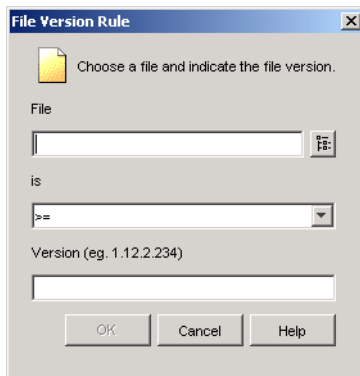 File Version Rule
Choose a file and indicate the file version.
File
is
>=
Version (eg. 1.12.2.234)
OK Cancel Help